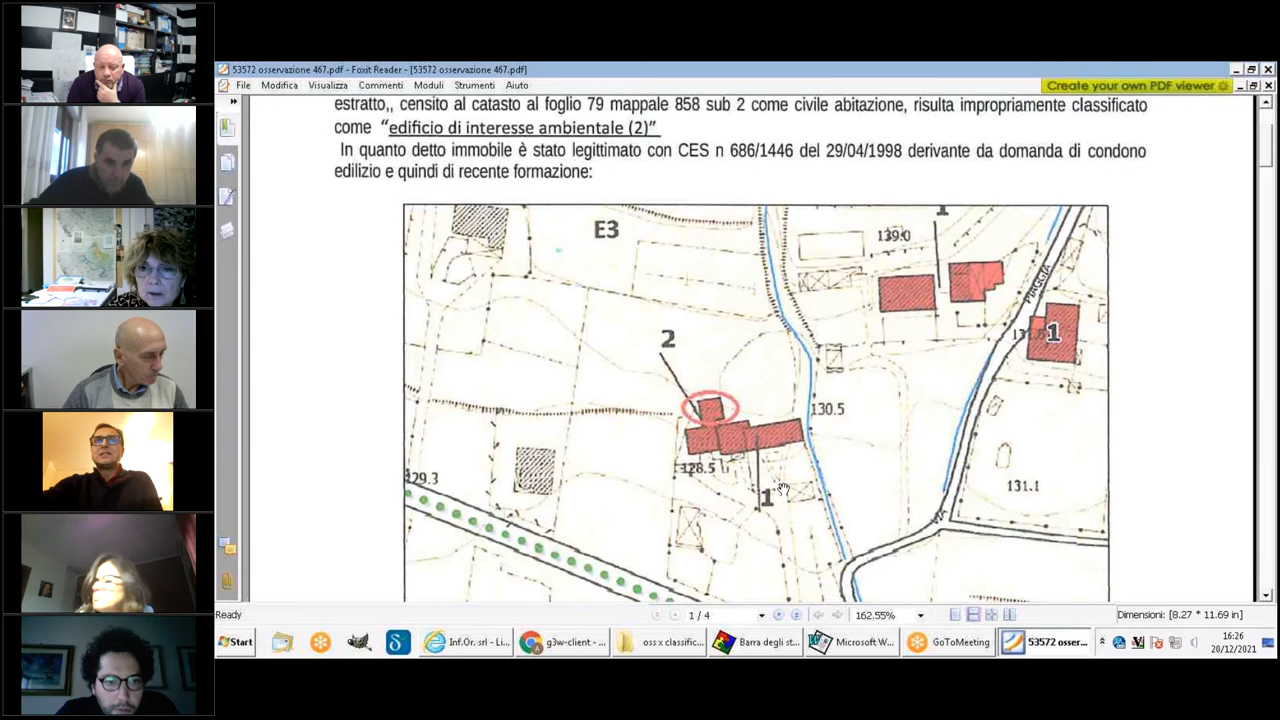 53572 osservazione 467.pdf - Foxit Reader - [53572 osservazione 467.pdf]
File Modifica Visualizza Commenti Moduli Strumenti Aiuto
Create your own PDF viewer
estratto,, censito al catasto al foglio 79 mappale 858 sub 2 come civile abitazione, risulta impropriamente classificato
come “edificio di interesse ambientale (2)”
In quanto detto immobile è stato legittimato con CES n 686/1446 del 29/04/1998 derivante da domanda di condono
edilizio e quindi di recente formazione:
E3
1
139.0
PIAGGIA
1
2
130.5
128.5
129.3
1
131.1
VIA
Ready
1 / 4
162.55%
Dimensioni: [8.27 * 11.69 in]
Start
Inf.Or. srl - Li...
g3w-client - ...
oss x classific...
Barra degli st...
Microsoft W...
GoToMeeting
53572 osser...
16:26
20/12/2021